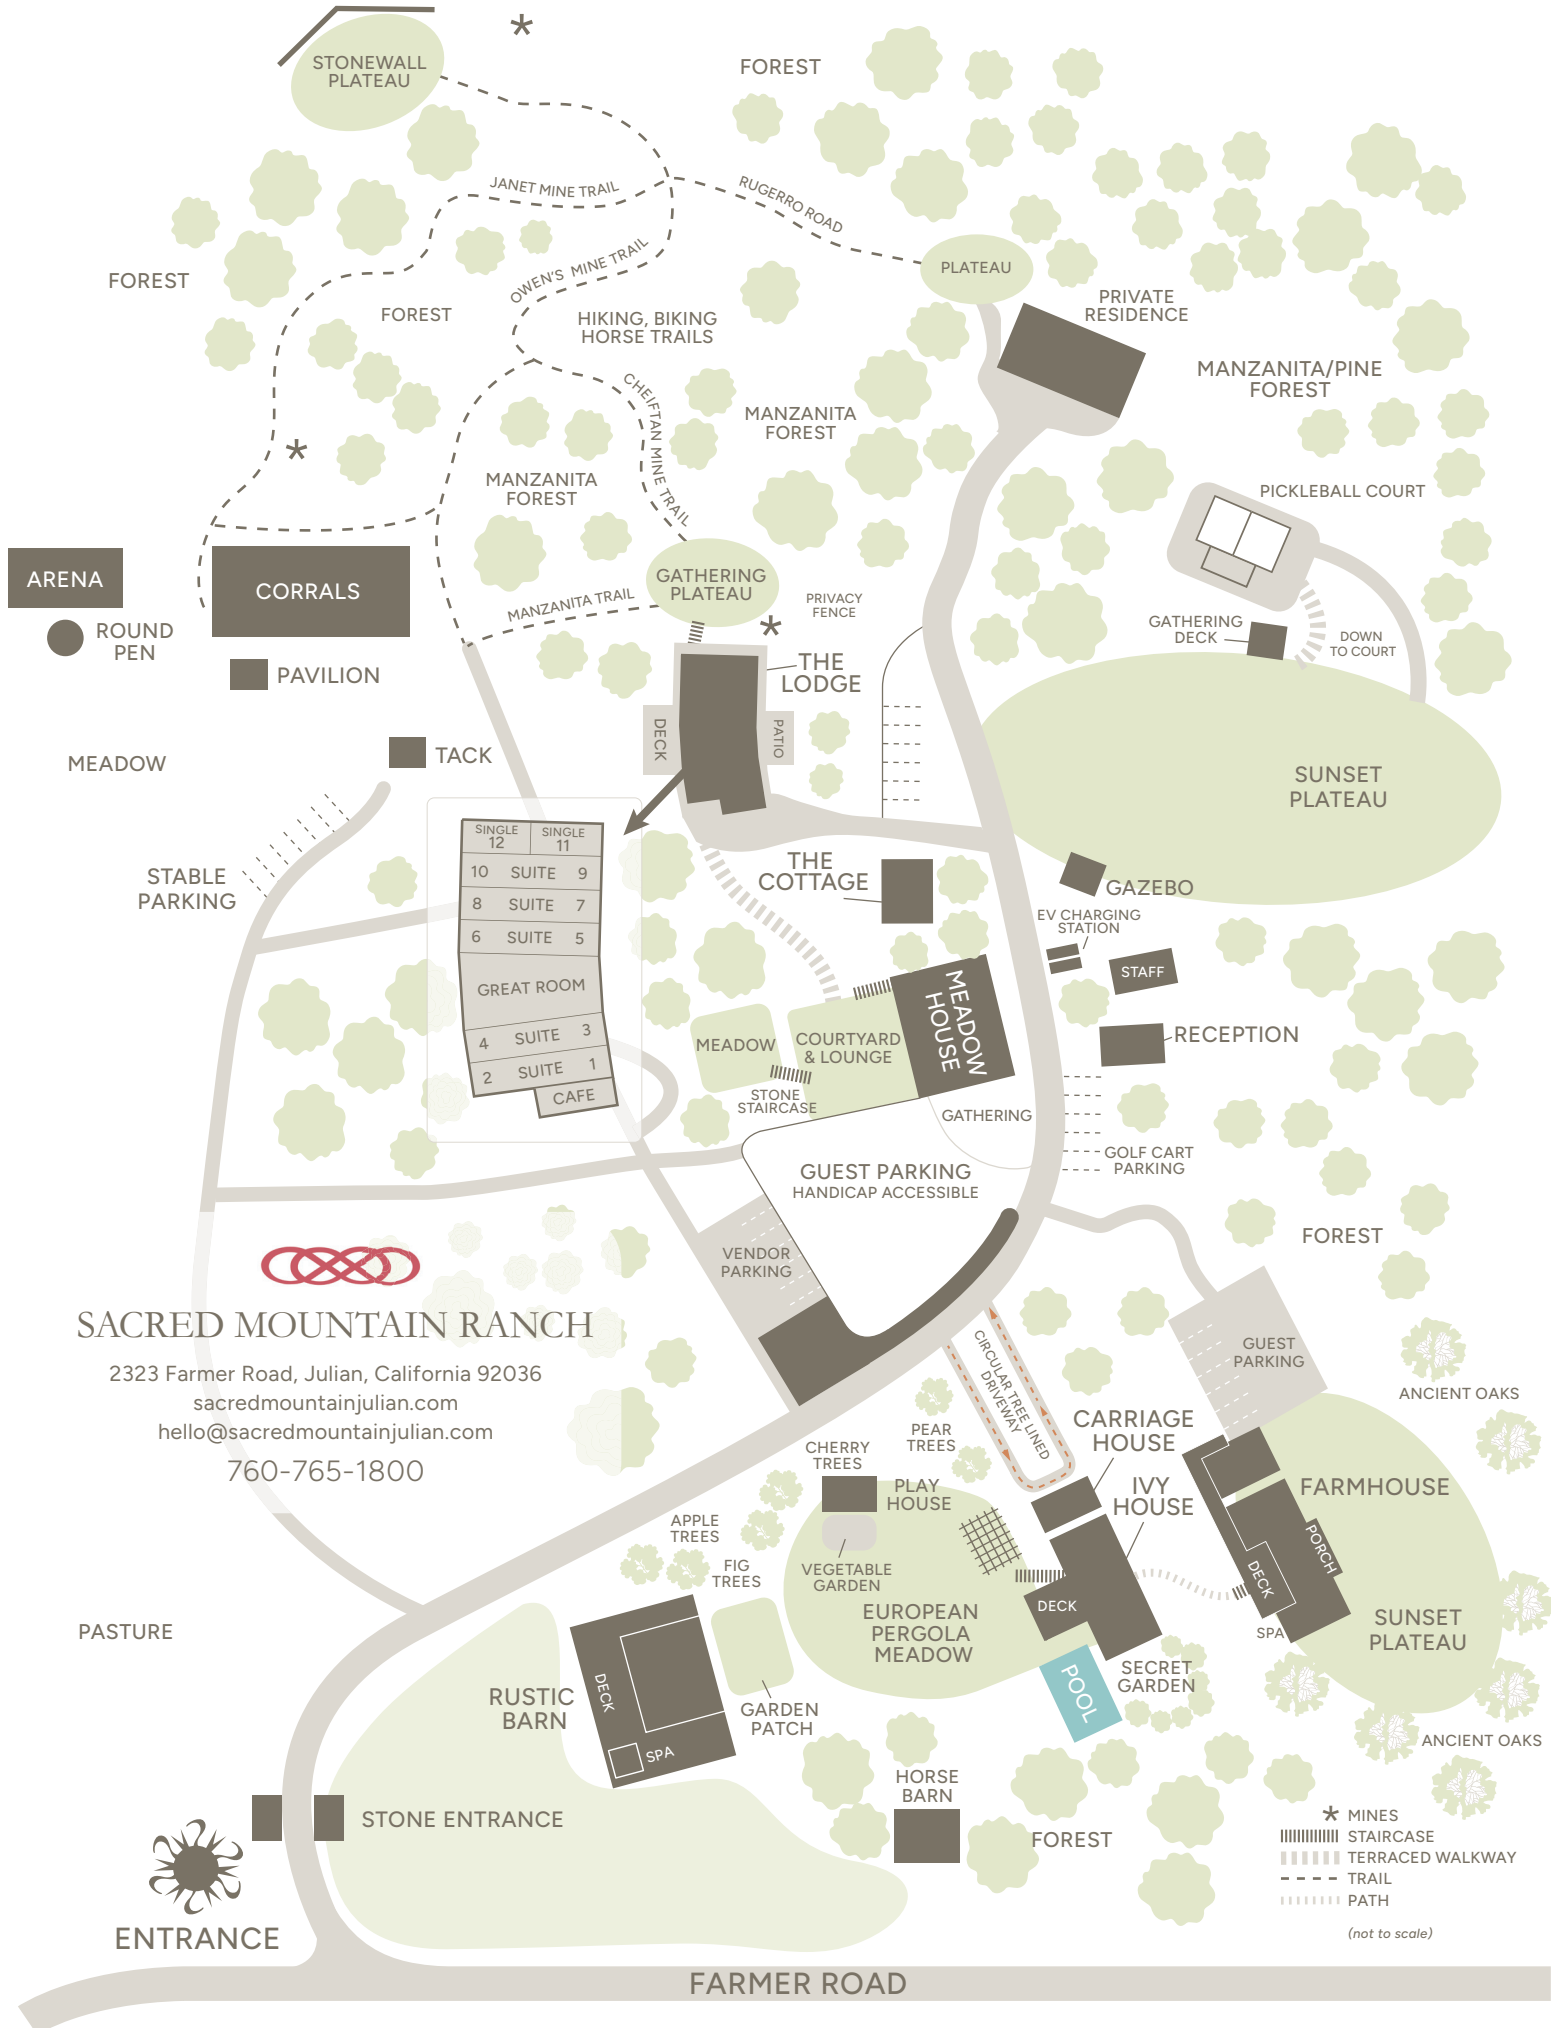 STONEWALL
PLATEAU
FOREST
JANET MINE TRAIL
RUGERRO ROAD
OWEN'S MINE TRAIL
PLATEAU
FOREST
FOREST
HIKING, BIKING
HORSE TRAILS
PRIVATE
RESIDENCE
MANZANITA/PINE
FOREST
CHEIFTAN MINE TRAIL
MANZANITA
FOREST
MANZANITA
FOREST
PICKLEBALL COURT
ARENA
CORRALS
GATHERING
PLATEAU
MANZANITA TRAIL
PRIVACY
FENCE
ROUND
PEN
PAVILION
THE
LODGE
GATHERING
DECK
DOWN
TO COURT
DECK
PATIO
TACK
MEADOW
SUNSET
PLATEAU
SINGLE
12
SINGLE
11
10 SUITE 9
8 SUITE 7
6 SUITE 5
GREAT ROOM
4 SUITE 3
2 SUITE 1
CAFE
STABLE
PARKING
THE
COTTAGE
GAZEBO
EV CHARGING
STATION
STAFF
MEADOW
HOUSE
RECEPTION
MEADOW
COURTYARD
& LOUNGE
STONE
STAIRCASE
GATHERING
GOLF CART
PARKING
GUEST PARKING
HANDICAP ACCESSIBLE
VENDOR
PARKING
FOREST
SACRED MOUNTAIN RANCH
2323 Farmer Road, Julian, California 92036
sacredmountainjulian.com
hello@sacredmountainjulian.com
760-765-1800
CIRCULAR TREE LINED
DRIVEWAY
GUEST
PARKING
ANCIENT OAKS
PEAR
TREES
CARRIAGE
HOUSE
CHERRY
TREES
PLAY
HOUSE
IVY
HOUSE
FARMHOUSE
APPLE
TREES
FIG
TREES
VEGETABLE
GARDEN
PORCH
DECK
DECK
EUROPEAN
PERGOLA
MEADOW
SPA
SUNSET
PLATEAU
PASTURE
POOL
SECRET
GARDEN
RUSTIC
BARN
DECK
SPA
GARDEN
PATCH
ANCIENT OAKS
HORSE
BARN
FOREST
STONE ENTRANCE
ENTRANCE
MINES
STAIRCASE
TERRACED WALKWAY
TRAIL
PATH
(not to scale)
FARMER ROAD